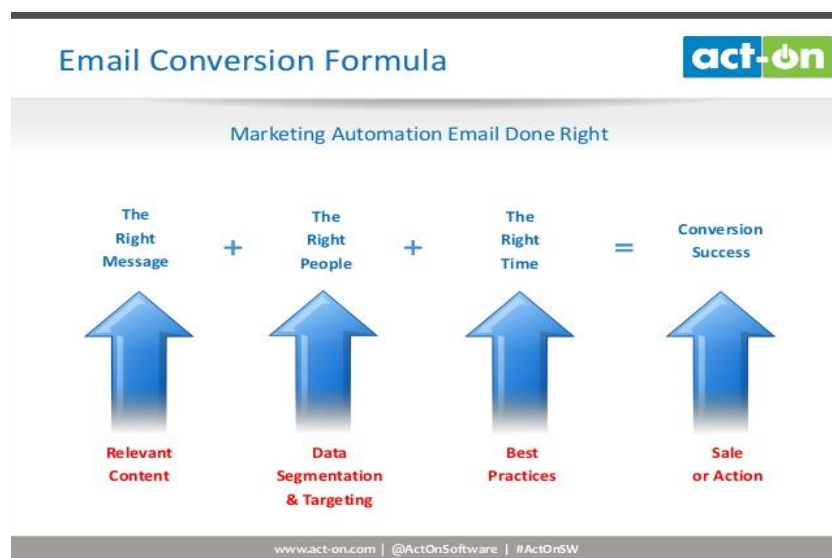 Email Conversion Formula
act-on
Marketing Automation Email Done Right
The
Right
Message
+
The
Right
People
+
The
Right
Time
=
Conversion
Success
Relevant
Content
Data
Segmentation
& Targeting
Best
Practices
Sale
or Action
www.act-on.com | @ActOnSoftware | #ActOnSW